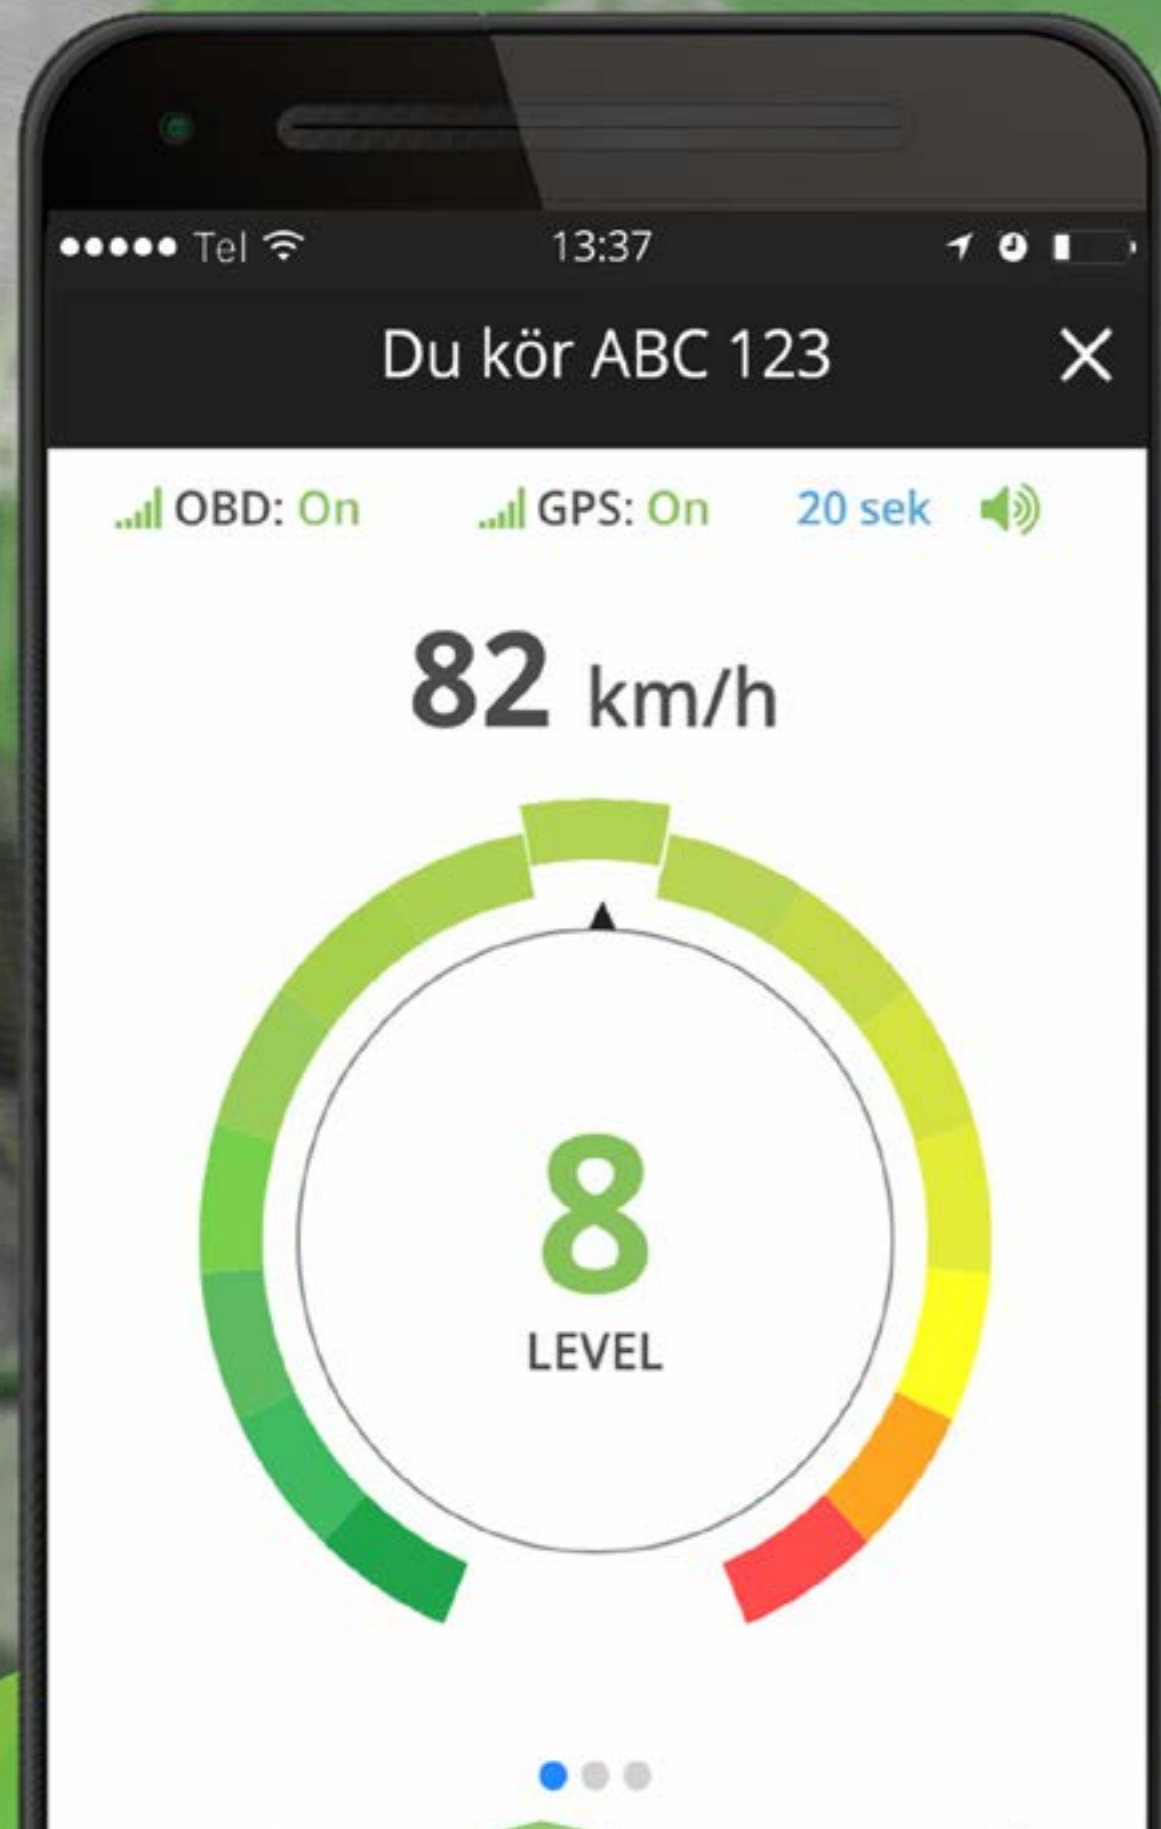 Tel 13:37
Du kör ABC 123
OBD: On GPS: On 20 sek
82 km/h
8
LEVEL